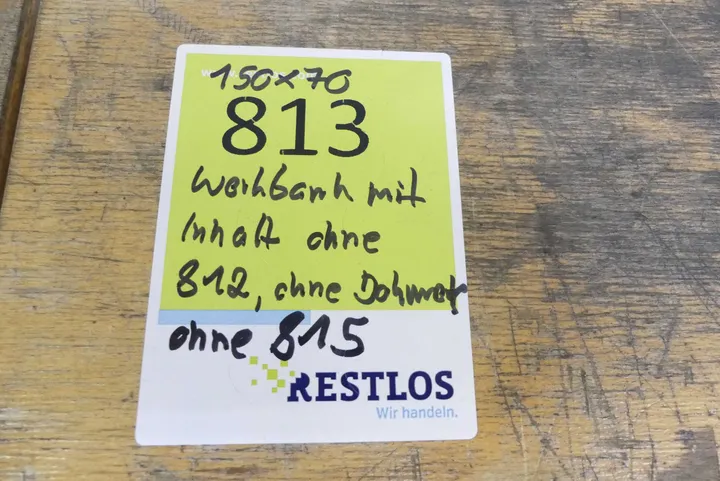 150x70
813
Werkbank mit
Inhalt ohne
812, ohne
ohne 815
RESTLOS
Wir handeln.